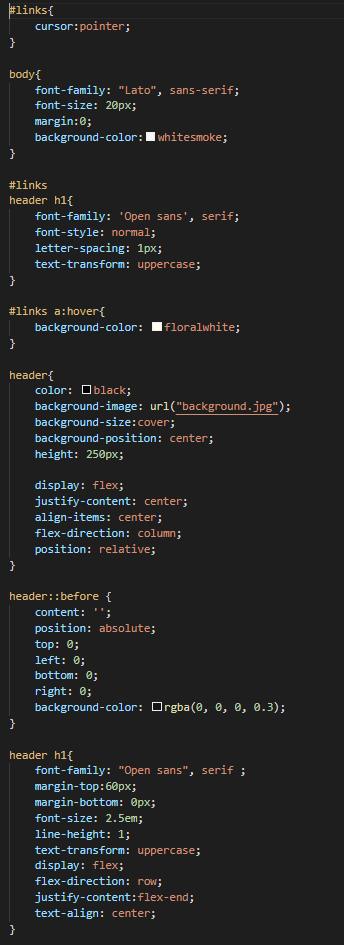 #links{
    cursor:pointer;
}

body{
    font-family: "Lato", sans-serif;
    font-size: 20px;
    margin:0;
    background-color: whitesmoke;
}

#links
header h1{
    font-family: 'Open sans', serif;
    font-style: normal;
    letter-spacing: 1px;
    text-transform: uppercase;
}

#links a:hover{
    background-color: floralwhite;
}

header{
    color: black;
    background-image: url("background.jpg");
    background-size:cover;
    background-position: center;
    height: 250px;

    display: flex;
    justify-content: center;
    align-items: center;
    flex-direction: column;
    position: relative;
}

header::before {
    content: '';
    position: absolute;
    top: 0;
    left: 0;
    bottom: 0;
    right: 0;
    background-color: rgba(0, 0, 0, 0.3);
}

header h1{
    font-family: "Open sans", serif ;
    margin-top:60px;
    margin-bottom: 0px;
    font-size: 2.5em;
    line-height: 1;
    text-transform: uppercase;
    display: flex;
    flex-direction: row;
    justify-content:flex-end;
    text-align: center;
}